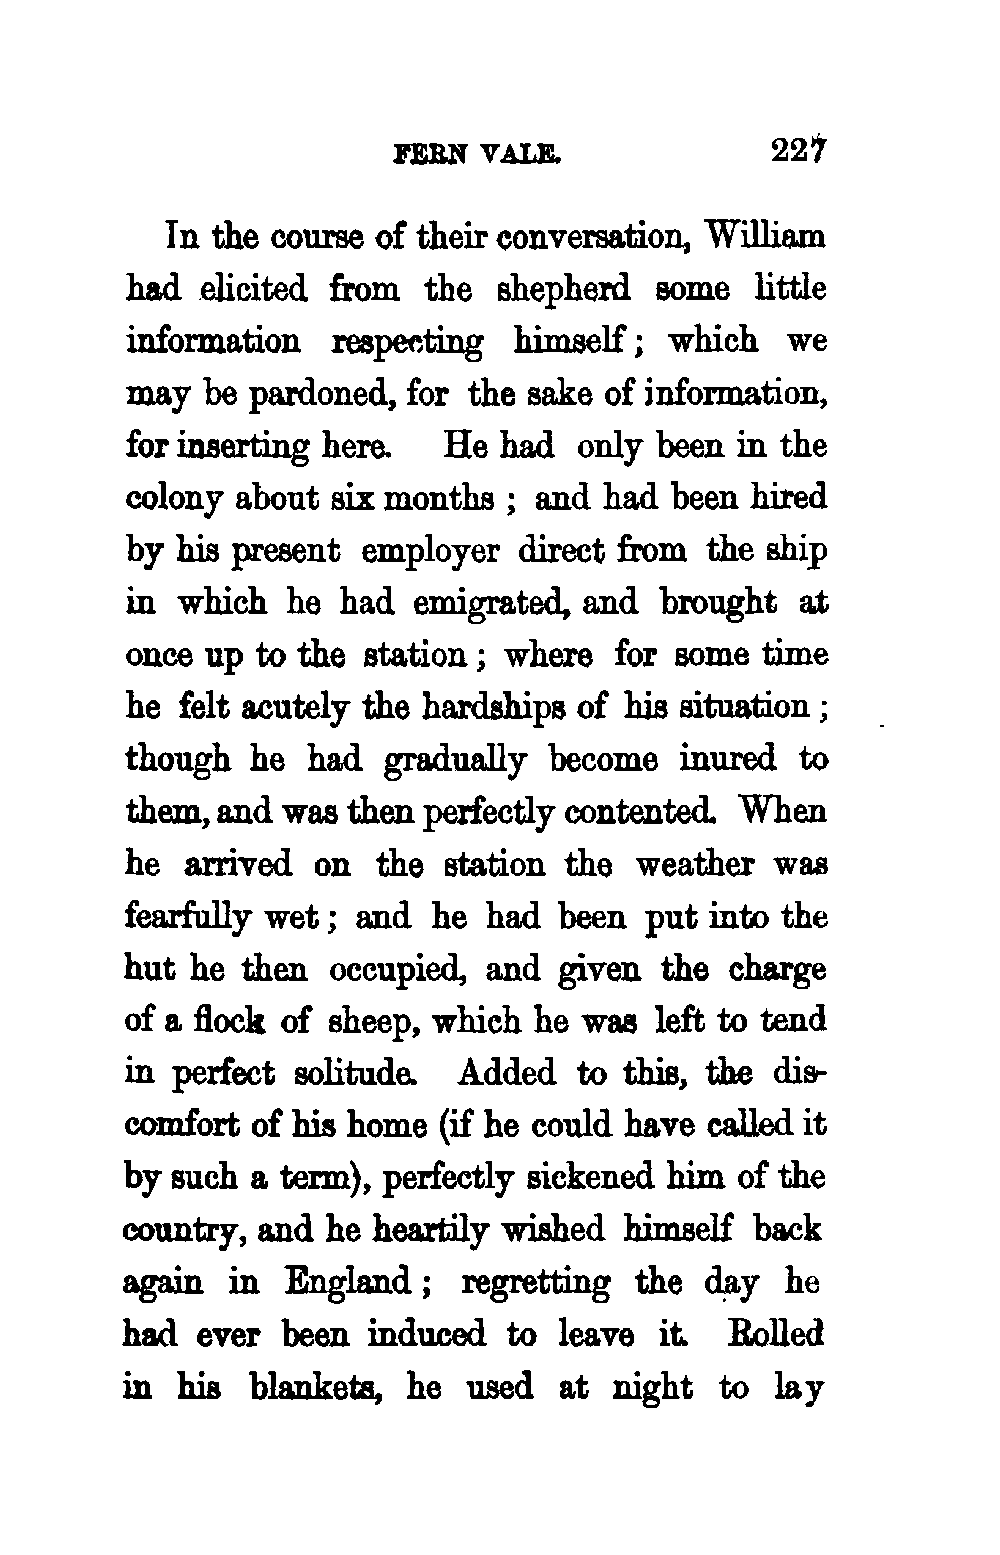 FERN VALE. 227
In the course of their conversation, William
had elicited from the shepherd some little
information respecting himself; which we
may be pardoned, for the sake of information,
for inserting here. He had only been in the
colony about six months ; and had been hired
by his present employer direct from the ship
in which he had emigrated, and brought at
once up to the station ; where for some time
he felt acutely the hardships of his situation ;
though he had gradually become inured to
them, and was then perfectly contented. When
he arrived on the station the weather was
fearfully wet ; and he had been put into the
hut he then occupied, and given the charge
of a flock of sheep, which he was left to tend
in perfect solitude. Added to this, the dis-
comfort of his home (if he could have called it
by such a term), perfectly sickened him of the
country, and he heartily wished himself back
again in England ; regretting the day he
had ever been induced to leave it. Rolled
in his blankets, he used at night to lay